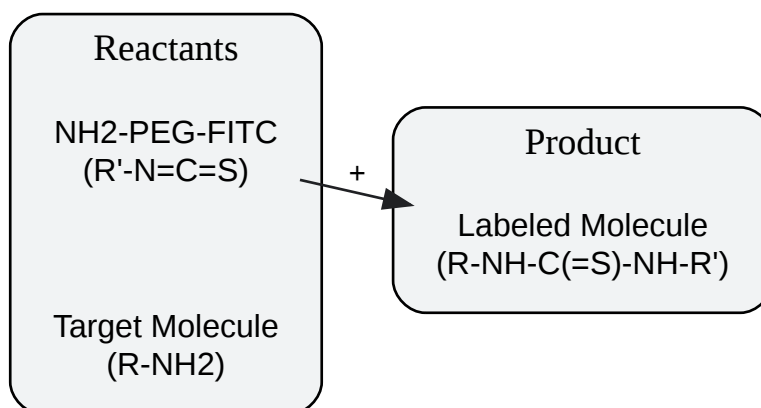 Reactants
NH2-PEG-FITC
(R'-N=C=S)
Target Molecule
(R-NH2)
+
Product
Labeled Molecule
(R-NH-C(=S)-NH-R')